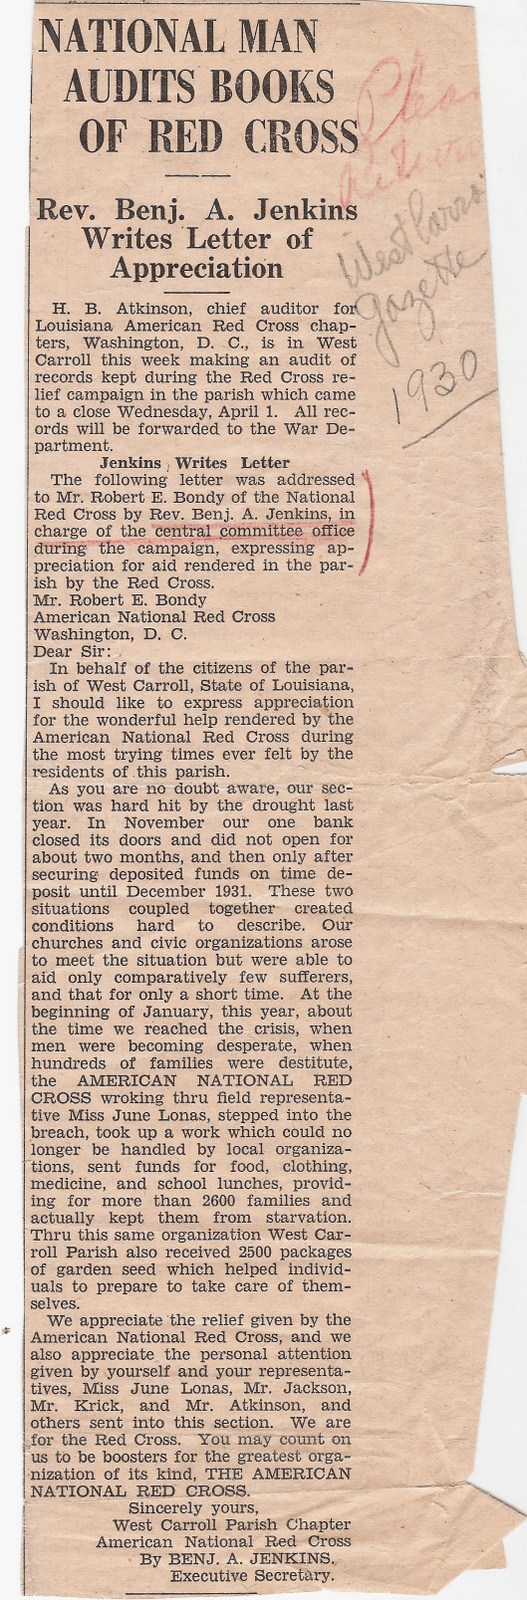 NATIONAL MAN
AUDITS BOOKS
OF RED CROSS
Rev. Benj. A. Jenkins
Writes Letter of
Appreciation
H. B. Atkinson, chief auditor for
Louisiana American Red Cross chap-
ters, Washington, D. C., is in West
Carroll this week making an audit of
records kept during the Red Cross re-
lief campaign in the parish which came
to a close Wednesday, April 1. All rec-
ords will be forwarded to the War De-
partment.
Jenkins Writes Letter
The following letter was addressed
to Mr. Robert E. Bondy of the National
Red Cross by Rev. Benj. A. Jenkins, in
charge of the central committee office
during the campaign, expressing ap-
preciation for aid rendered in the par-
ish by the Red Cross.
Mr. Robert E. Bondy
American National Red Cross
Washington, D. C.
Dear Sir:
In behalf of the citizens of the par-
ish of West Carroll, State of Louisiana,
I should like to express appreciation
for the wonderful help rendered by the
American National Red Cross during
the most trying times ever felt by the
residents of this parish.
As you are no doubt aware, our sec-
tion was hard hit by the drought last
year. In November our one bank
closed its doors and did not open for
about two months, and then only after
securing deposited funds on time de-
posit until December 1931. These two
situations coupled together created
conditions hard to describe. Our
churches and civic organizations arose
to meet the situation but were able to
aid only comparatively few sufferers,
and that for only a short time. At the
beginning of January, this year, about
the time we reached the crisis, when
men were becoming desperate, when
hundreds of families were destitute,
the AMERICAN NATIONAL RED
CROSS wroking thru field representa-
tive Miss June Lonas, stepped into the
breach, took up a work which could no
longer be handled by local organiza-
tions, sent funds for food, clothing,
medicine, and school lunches, provid-
ing for more than 2600 families and
actually kept them from starvation.
Thru this same organization West Car-
roll Parish also received 2500 packages
of garden seed which helped individ-
uals to prepare to take care of them-
selves.
We appreciate the relief given by the
American National Red Cross, and we
also appreciate the personal attention
given by yourself and your representa-
tives, Miss June Lonas, Mr. Jackson,
Mr. Krick, and Mr. Atkinson, and
others sent into this section. We are
for the Red Cross. You may count on
us to be boosters for the greatest orga-
nization of its kind, THE AMERICAN
NATIONAL RED CROSS.
Sincerely yours,
West Carroll Parish Chapter
American National Red Cross
By BENJ. A. JENKINS.
Executive Secretary.
West
Gazette
1930